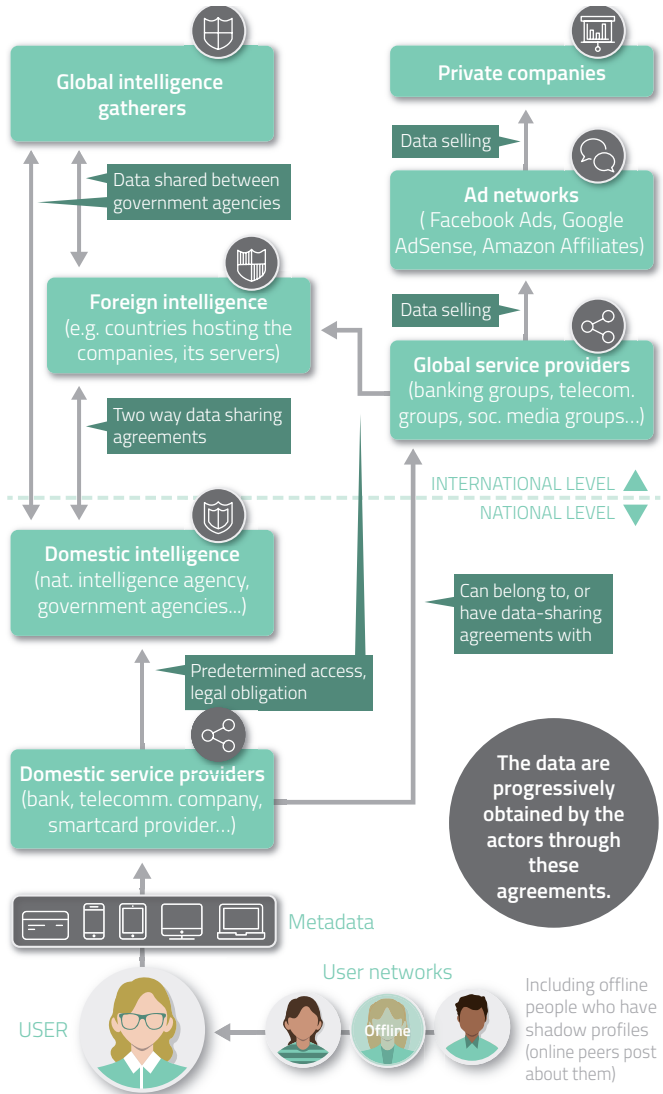 Global intelligence
gatherers
Private companies
Data selling
Data shared between
government agencies
Ad networks
( Facebook Ads, Google
AdSense, Amazon Affiliates)
Foreign intelligence
(e.g. countries hosting the
companies, its servers)
Data selling
Global service providers
(banking groups, telecom.
groups, soc. media groups...)
Two way data sharing
agreements
INTERNATIONAL LEVEL
NATIONAL LEVEL
Domestic intelligence
(nat. intelligence agency,
government agencies...)
Can belong to, or
have data-sharing
agreements with
Predetermined access,
legal obligation
Domestic service providers
(bank, telecomm. company,
smartcard provider...)
The data are
progressively
obtained by the
actors through
these
agreements.
Metadata
User networks
USER
Offline
Including offline
people who have
shadow profiles
(online peers post
about them)